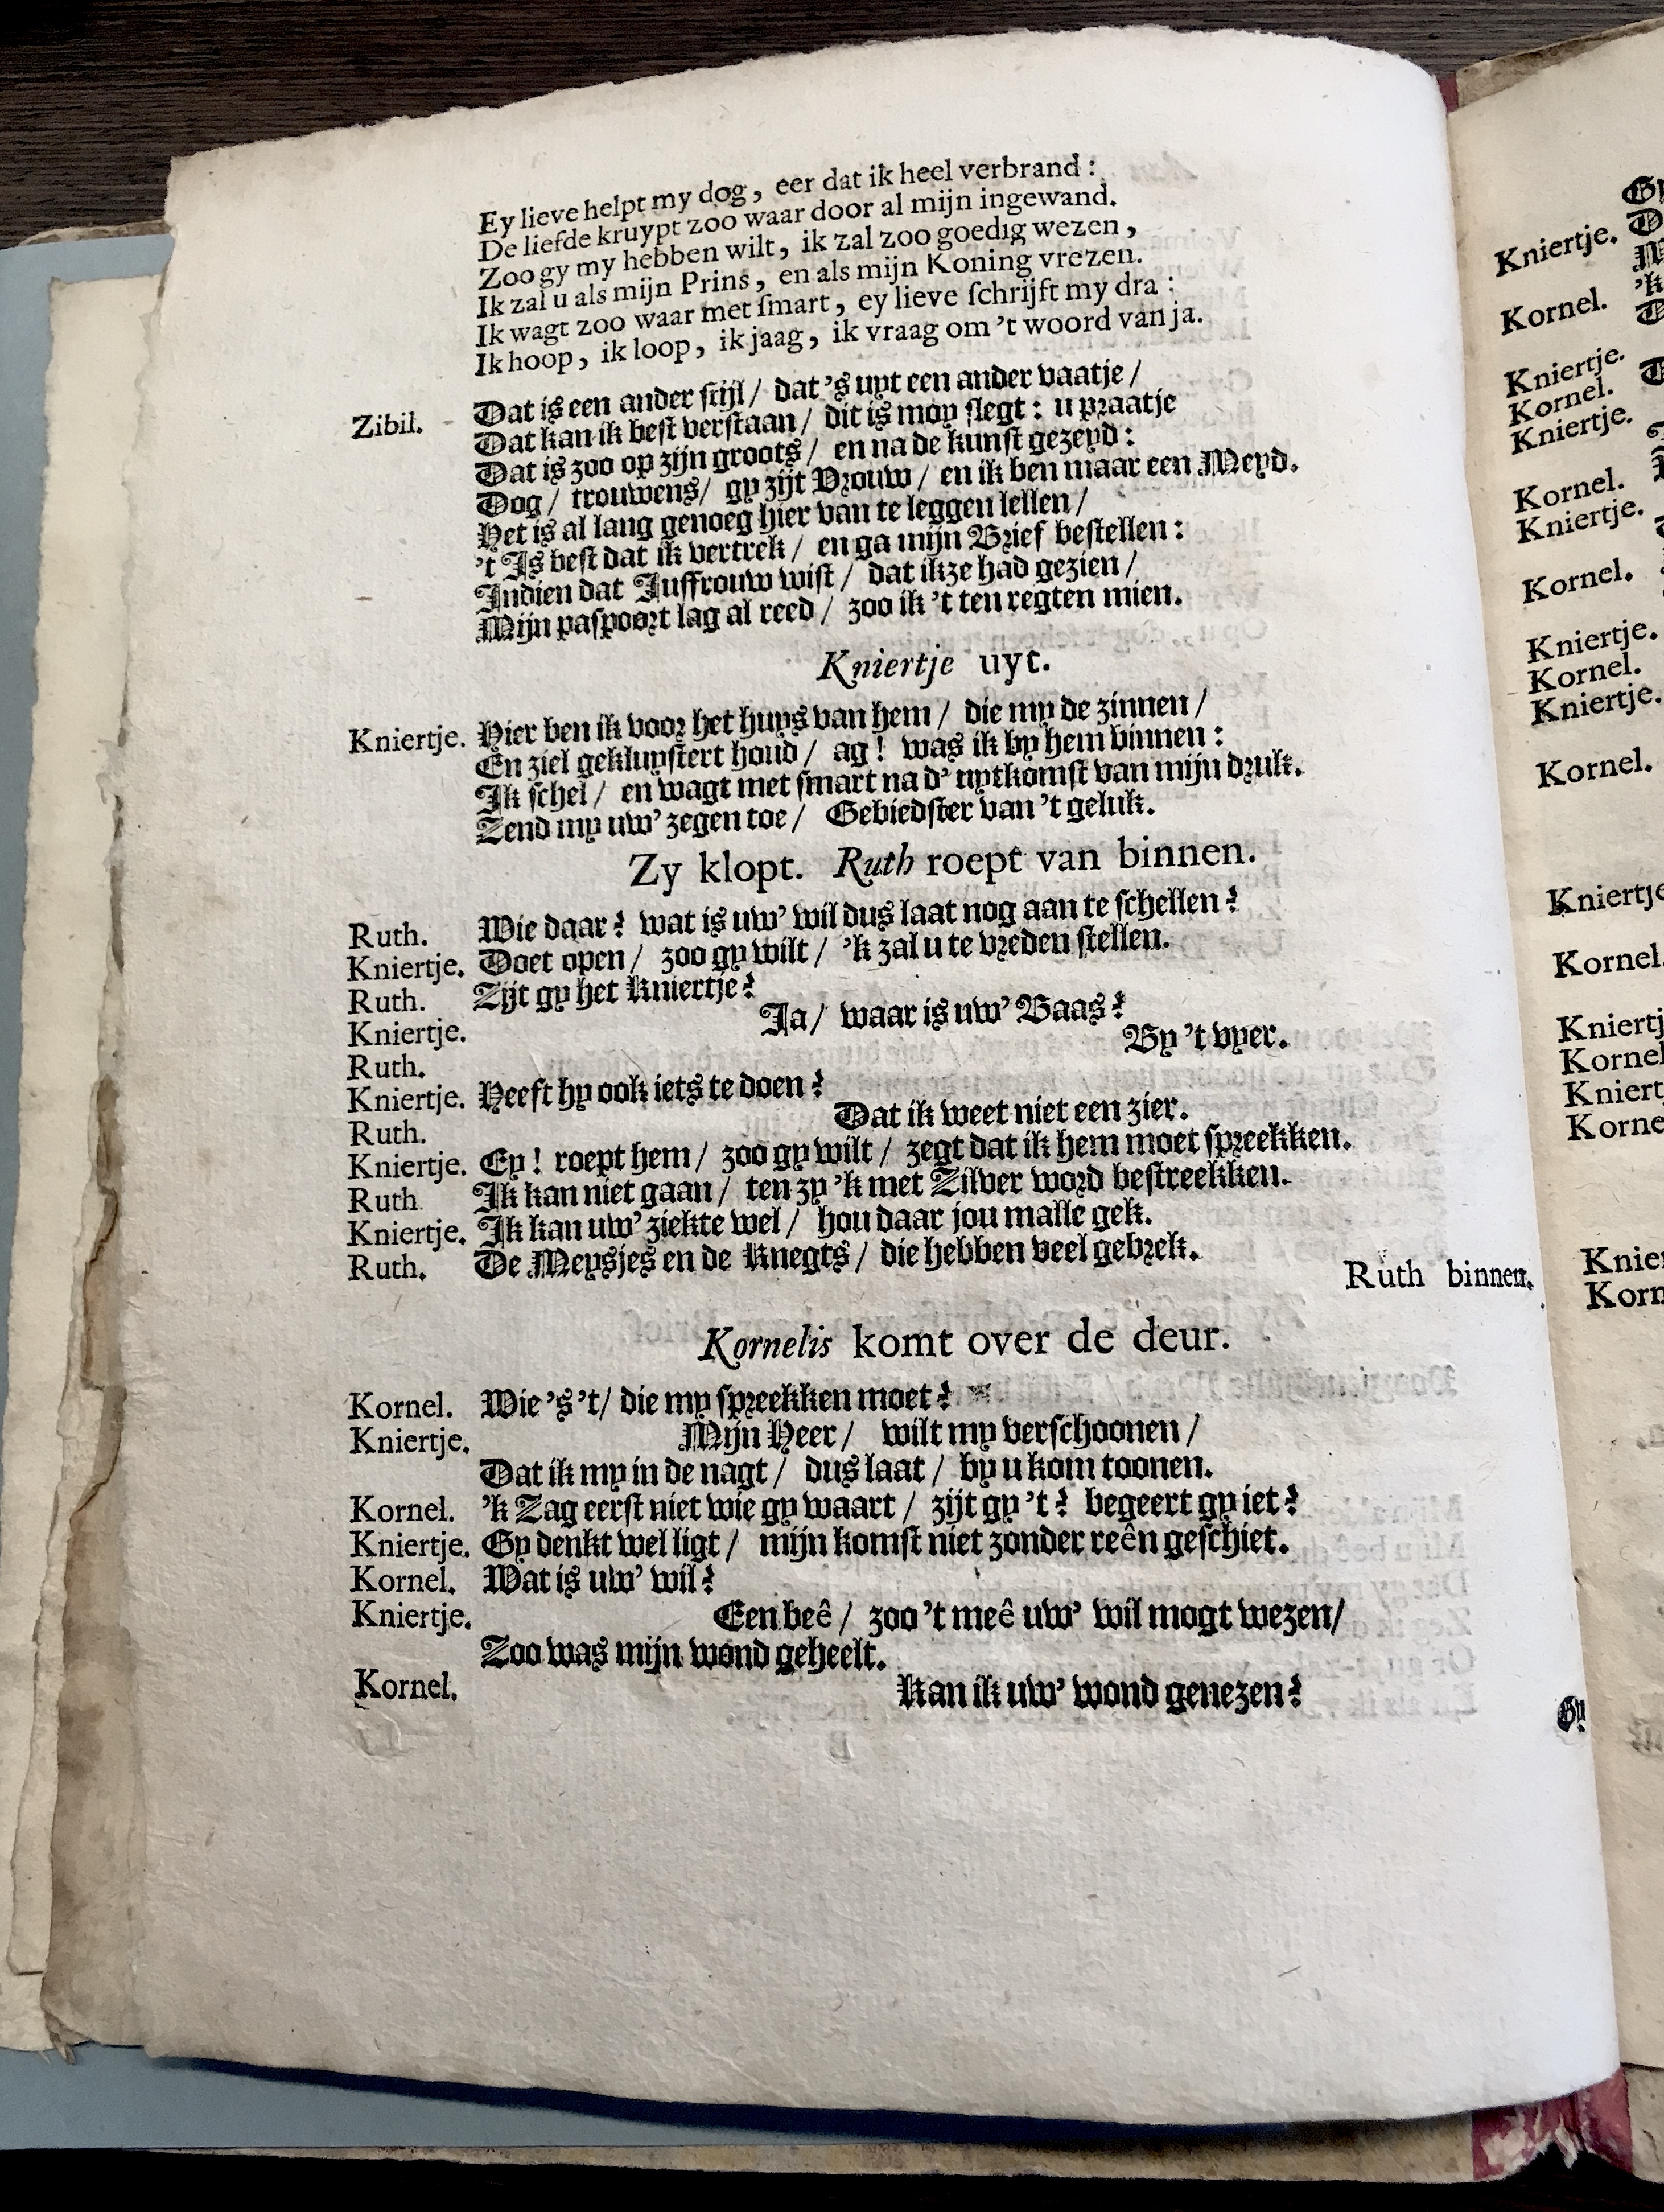 Ey lieve helpt my dog, eer dat ik heel verbrand:
De liefde kruypt zoo waar door al mijn ingewand.
Zoo gy my hebben wilt, ik zal zoo goedig wezen,
Ik zal u als mijn Prins, en als mijn Koning vrezen.
Ik wagt zoo waar met ſmart, ey lieve ſchrijft my dra:
Ik hoop, ik loop, ik jaag, ik vraag om 't woord van ja.
Zibil. Dat is een ander ſtijl / dat 's uyt een ander vaatje /
Dat kan ik beſt verſtaan / dit is moy ſlegt: u praatje
Dat is zoo op zijn groots / en na de kunſt gezeyd:
Dog / trouwens / gy zijt Vrouw / en ik ben maar een Meyd.
Het is al lang genoeg hier van te leggen lellen /
't Is beſt dat ik vertrek / en ga mijn Brief beſtellen:
Indien dat Juffrouw wiſt / dat ikze had gezien /
Mijn paſpoort lag al reed / zoo ik 't ten regten mien.
Kniertje uyt.
Kniertje. Hier ben ik voor het huys van hem / die my de zinnen /
En ziel gekluyſtert houd / ag! was ik by hem binnen:
Ik ſchel / en wagt met ſmart na d' uytkomſt van mijn druk.
Zend my uw' zegen toe / Gebiedſter van 't geluk.
Zy klopt. Ruth roept van binnen.
Ruth. Wie daar? wat is uw' wil dus laat nog aan te ſchellen?
Kniertje. Doet open / zoo gy wilt / 'k zal u te vreden ſtellen.
Ruth. Zijt gy het Kniertje?
Kniertje. Ja / waar is uw' Baas?
Ruth. By 't vyer.
Kniertje. Heeft hy ook iets te doen?
Ruth. Dat ik weet niet een zier.
Kniertje. Ey! roept hem / zoo gy wilt / zegt dat ik hem moet ſpreekken.
Ruth Ik kan niet gaan / ten zy 'k met Zilver word beſtreekken.
Kniertje. Ik kan uw' ziekte wel / hou daar jou malle gek.
Ruth. De Meysjes en de Knegts / die hebben veel gebrek.
Ruth binnen.
Kornelis komt over de deur.
Kornel. Wie 's 't / die my ſpreekken moet?
Kniertje. Mijn Heer / wilt my verſchoonen /
Dat ik my in de nagt / dus laat / by u kom toonen.
Kornel. 'k Zag eerſt niet wie gy waart / zijt gy 't? begeert gy iet?
Kniertje. Gy denkt wel ligt / mijn komſt niet zonder reên geſchiet.
Kornel. Wat is uw' wil?
Kniertje. Een beê / zoo 't meê uw' wil mogt wezen /
Zoo was mijn wond geheelt.
Kornel. Kan ik uw' wond genezen?
Gy
Kniertje.
Kornel.
Kniertje.
Kornel.
Kniertje.
Kornel.
Kniertje.
Kornel.
Kniertje.
Kornel.
Kniertje.
Kornel.